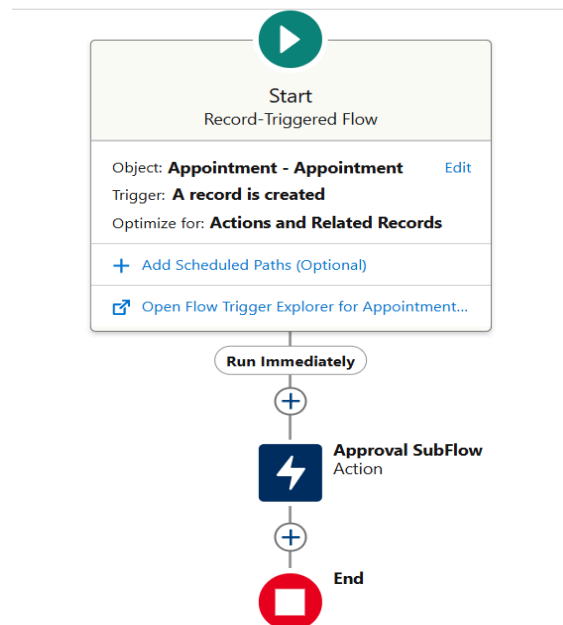 Start
Record-Triggered Flow
Object: Appointment - Appointment Edit
Trigger: A record is created
Optimize for: Actions and Related Records
Add Scheduled Paths (Optional)
Open Flow Trigger Explorer for Appointment...
Run Immediately
Approval SubFlow
Action
End